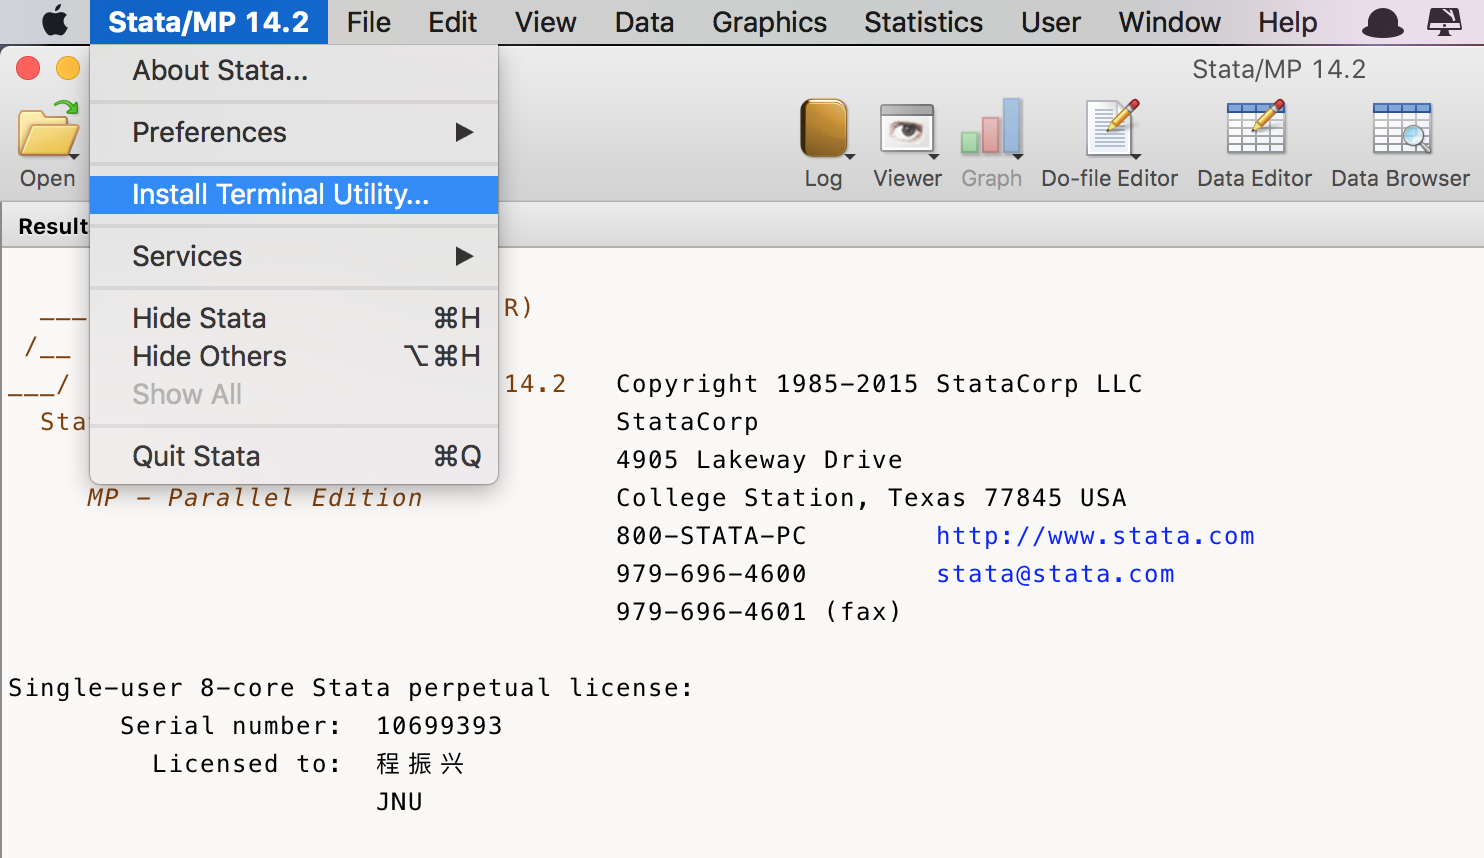 Stata/MP 14.2 File Edit View Data Graphics Statistics User Window Help
Stata/MP 14.2
About Stata...
Preferences
Install Terminal Utility...
Services
Hide Stata ⌘H
Hide Others ⌥⌘H
Show All
Quit Stata ⌘Q
Open Log Viewer Graph Do-file Editor Data Editor Data Browser
Result
R)
14.2 Copyright 1985-2015 StataCorp LLC
Sta StataCorp
4905 Lakeway Drive
MP - Parallel Edition College Station, Texas 77845 USA
800-STATA-PC http://www.stata.com
979-696-4600 stata@stata.com
979-696-4601 (fax)
Single-user 8-core Stata perpetual license:
Serial number: 10699393
Licensed to: 程振兴
JNU